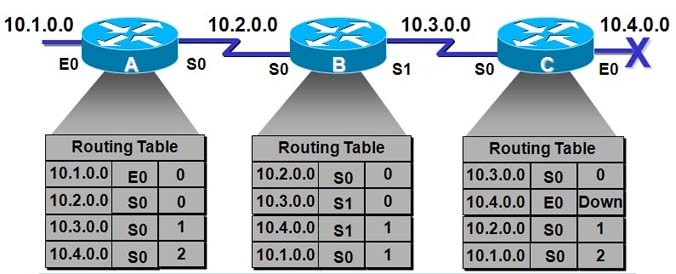 10.1.0.0 10.2.0.0 10.3.0.0 10.4.0.0
E0 A S0 S0 B S1 S0 C E0
X
Routing Table
10.1.0.0 E0 0
10.2.0.0 S0 0
10.3.0.0 S0 1
10.4.0.0 S0 2
Routing Table
10.2.0.0 S0 0
10.3.0.0 S1 0
10.4.0.0 S1 1
10.1.0.0 S0 1
Routing Table
10.3.0.0 S0 0
10.4.0.0 E0 Down
10.2.0.0 S0 1
10.1.0.0 S0 2